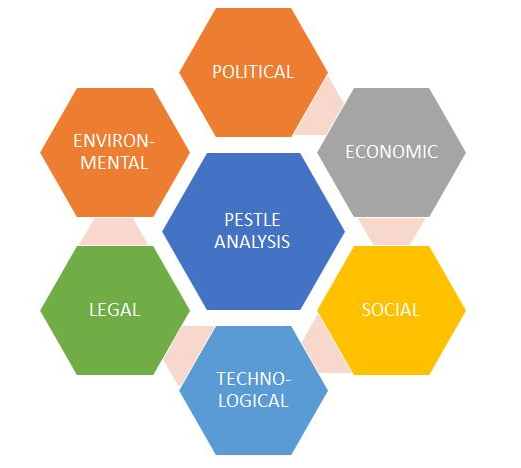 POLITICAL
ECONOMIC
ENVIRON-
MENTAL
PESTLE
ANALYSIS
LEGAL
SOCIAL
TECHNO-
LOGICAL